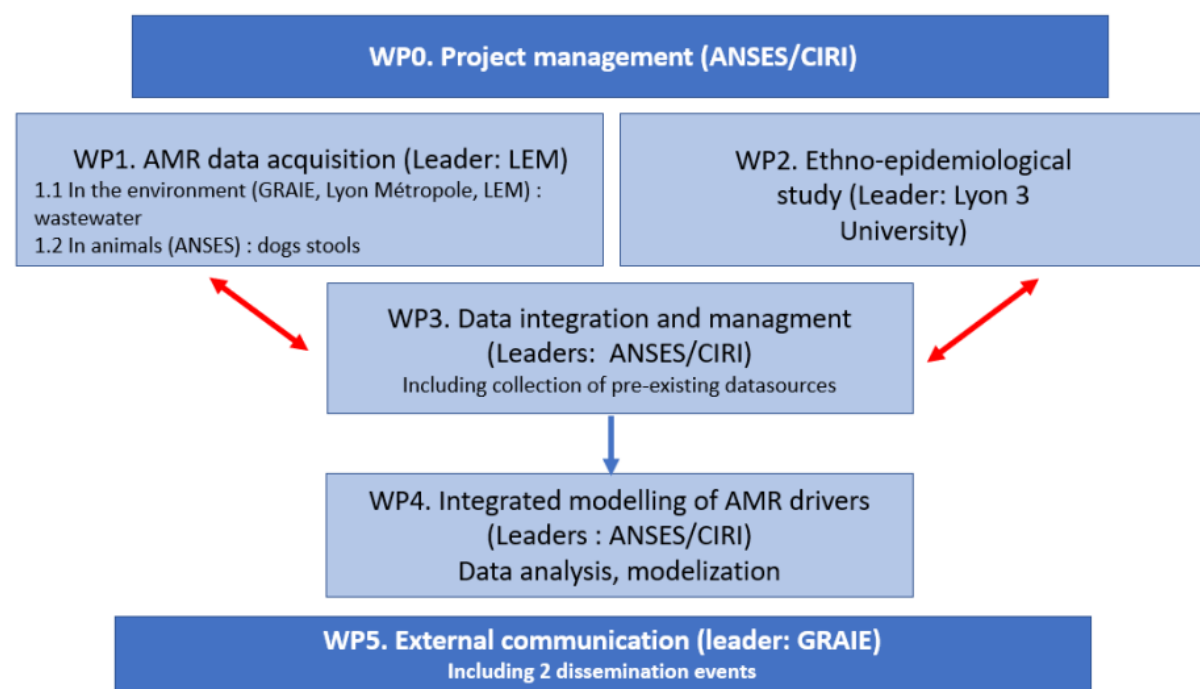 WP0. Project management (ANSES/CIRI)
WP1. AMR data acquisition (Leader: LEM)
1.1 In the environment (GRAIE, Lyon Métropole, LEM) :
wastewater
1.2 In animals (ANSES) : dogs stools
WP2. Ethno-epidemiological
study (Leader: Lyon 3
University)
WP3. Data integration and managment
(Leaders: ANSES/CIRI)
Including collection of pre-existing datasources
WP4. Integrated modelling of AMR drivers
(Leaders : ANSES/CIRI)
Data analysis, modelization
WP5. External communication (leader: GRAIE)
Including 2 dissemination events